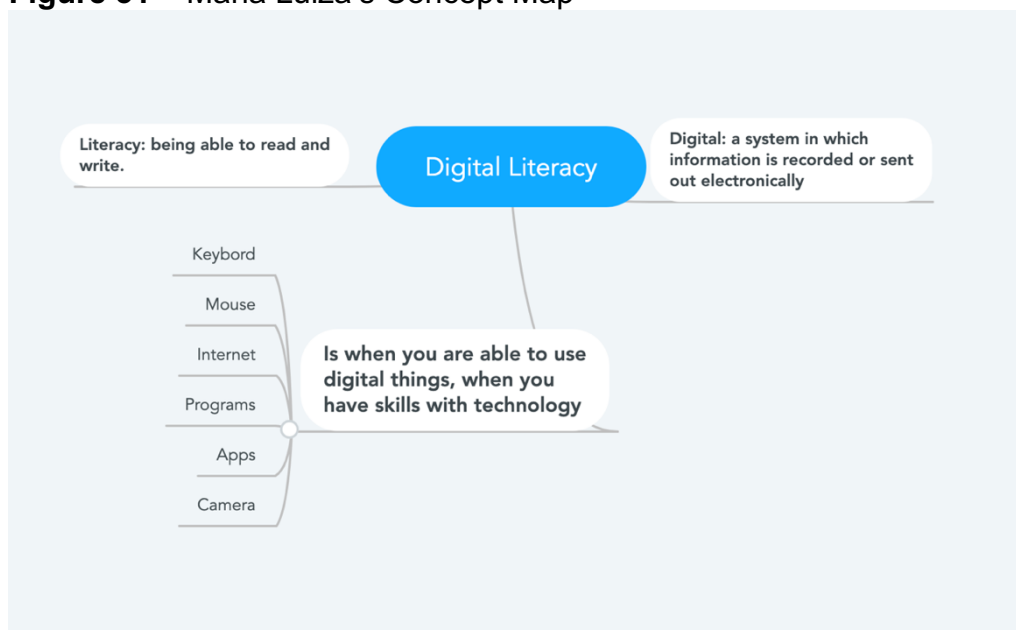 Maria Luiza's Concept Map
Literacy: being able to read and
write.
Digital Literacy
Digital: a system in which
information is recorded or sent
out electronically
Keybord
Mouse
Internet
Programs
Apps
Camera
Is when you are able to use
digital things, when you
have skills with technology